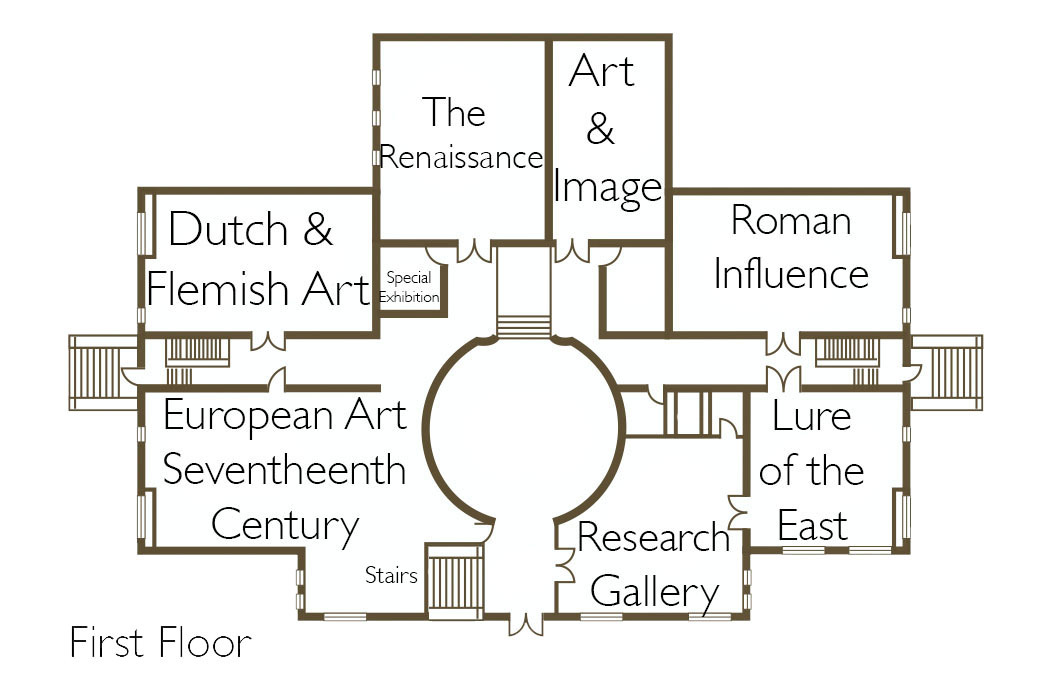 The
Renaissance
Art
&
Image
Dutch &
Flemish Art
Special
Exhibition
Roman
Influence
European Art
Seventheenth
Century
Stairs
Lure
of the
East
Research
Gallery
First Floor